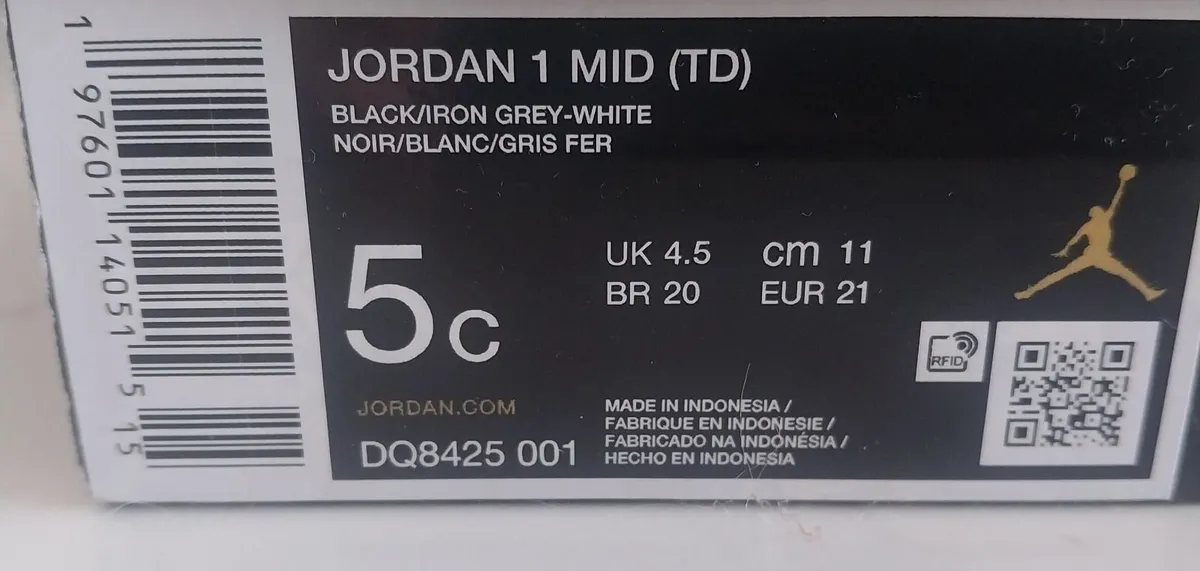 JORDAN 1 MID (TD)
BLACK/IRON GREY-WHITE
NOIR/BLANC/GRIS FER
5c
UK 4.5 cm 11
BR 20 EUR 21
RFID
JORDAN.COM
DQ8425 001
MADE IN INDONESIA /
FABRIQUE EN INDONESIE /
FABRICADO NA INDONÉSIA /
HECHO EN INDONESIA
1 97601 14051 5 15